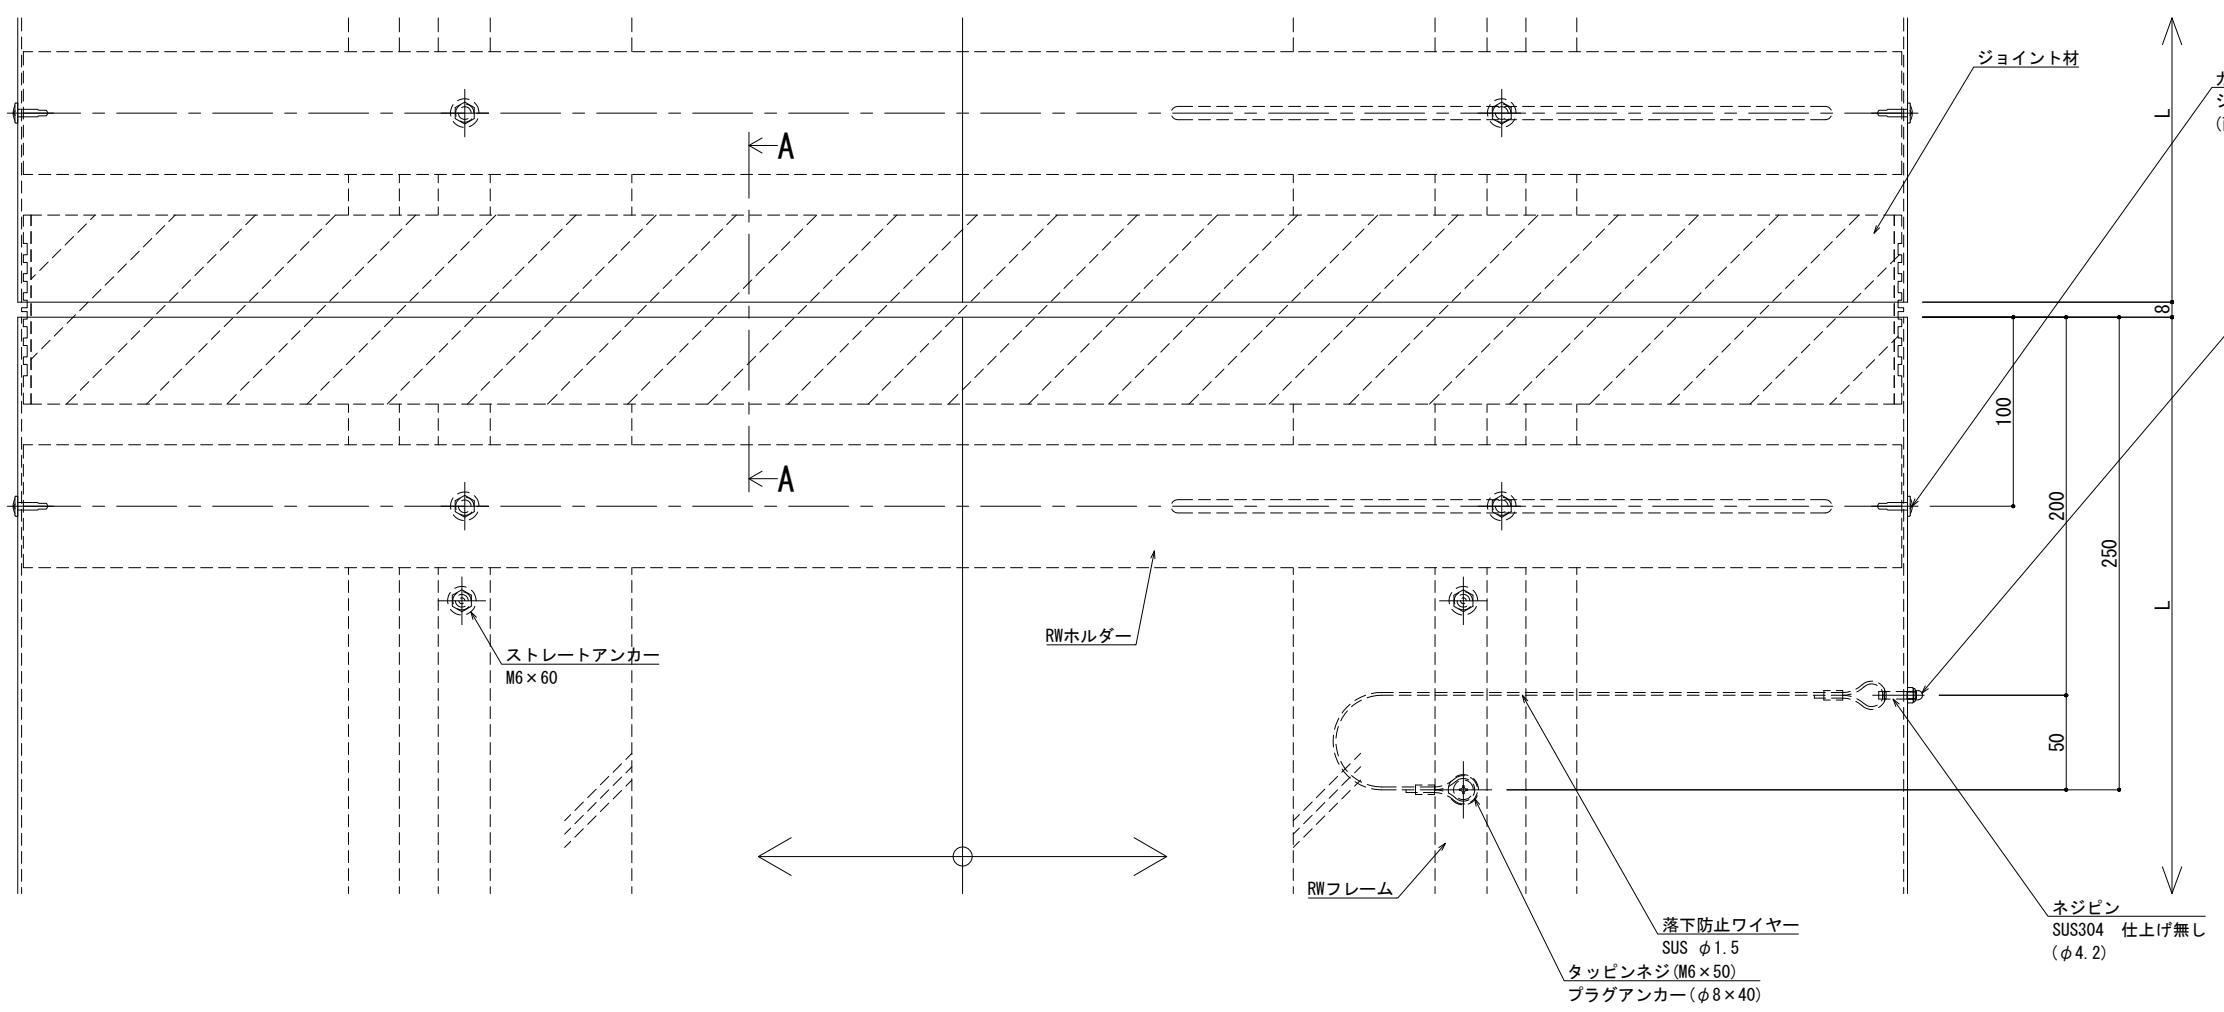 ジョイント材
L
A
8
100
A
200
250
L
RWホルダー
ストレートアンカー
M6×60
50
RWフレーム
落下防止ワイヤー
SUS φ1.5
タッピンネジ(M6×50)
プラグアンカー(φ8×40)
ネジピン
SUS304 仕上げ無し
(φ4.2)